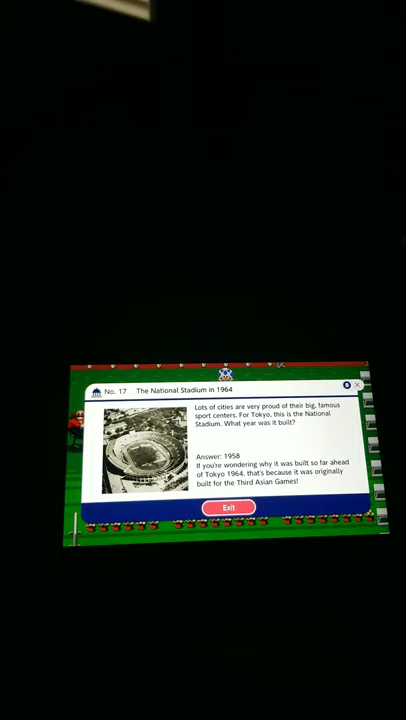 No. 17 The National Stadium in 1964
Lots of cities are very proud of their big, famous
sport centers. For Tokyo, this is the National
Stadium. What year was it built?
Answer: 1958
If you're wondering why it was built so far ahead
of Tokyo 1964, that's because it was originally
built for the Third Asian Games!
Exit